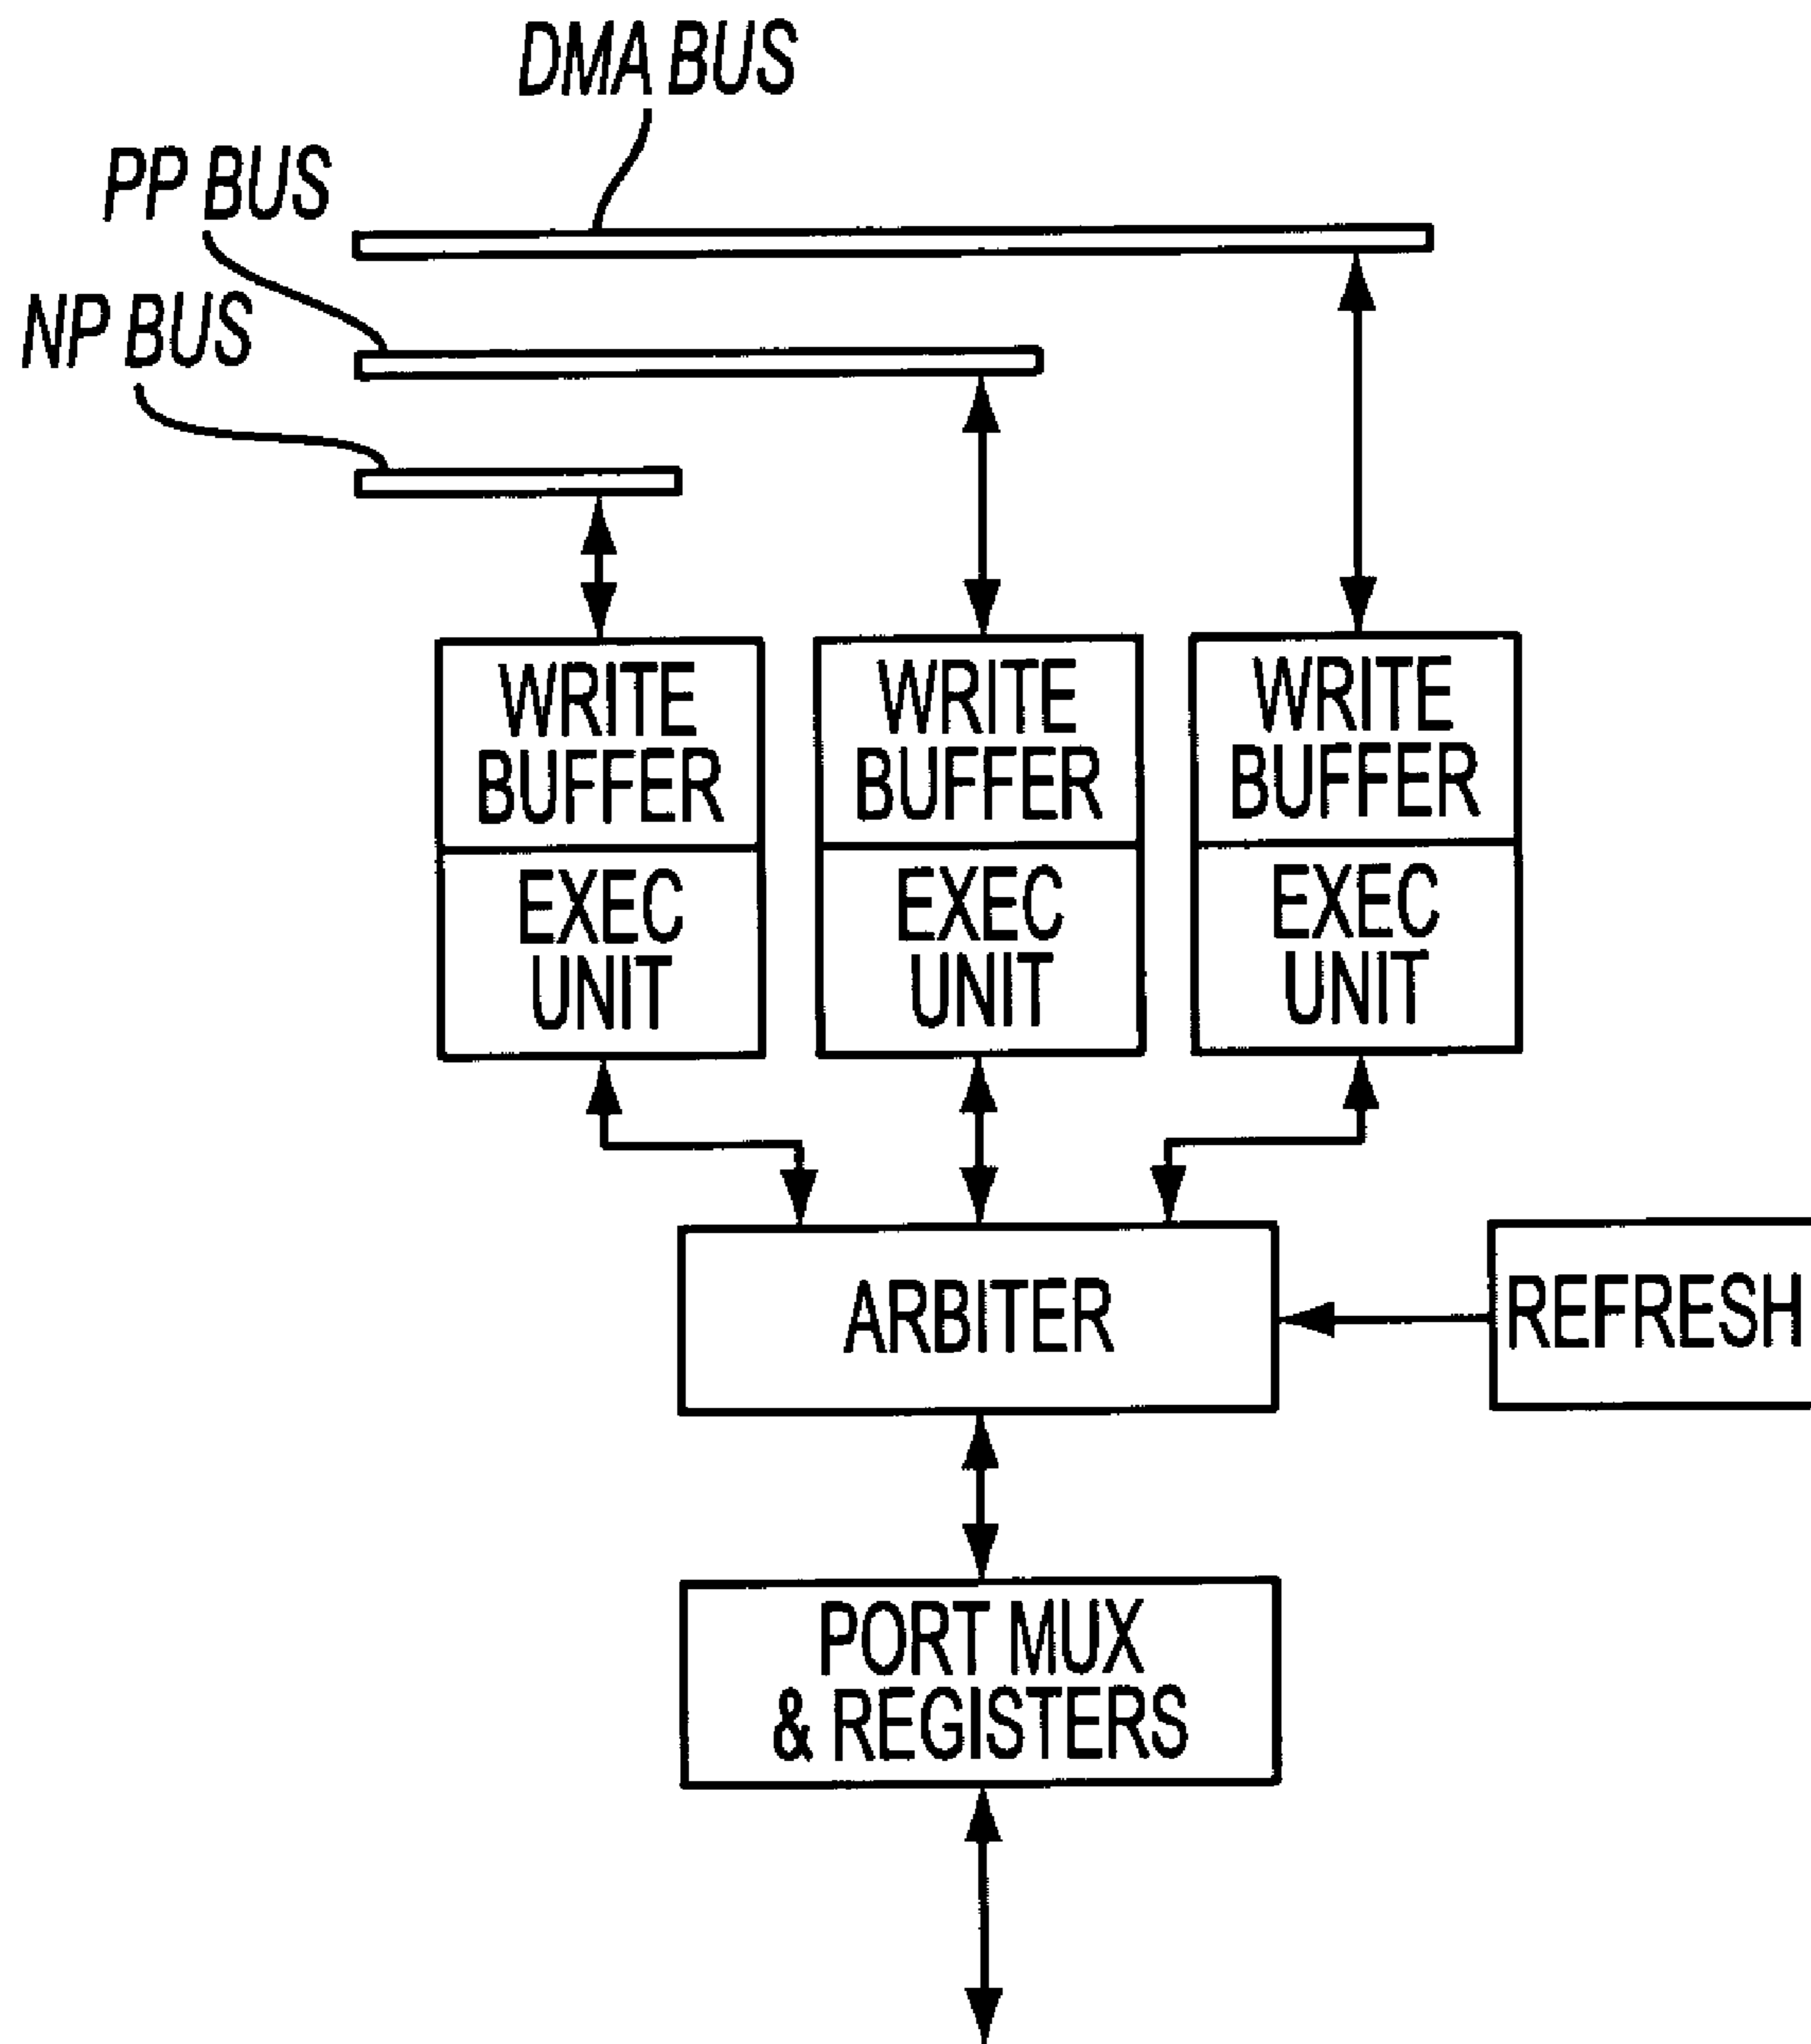 DMA BUS
PP BUS
NP BUS
WRITE
BUFFER
EXEC
UNIT
WRITE
BUFFER
EXEC
UNIT
WRITE
BUFFER
EXEC
UNIT
ARBITER
REFRESH
PORT MUX
& REGISTERS